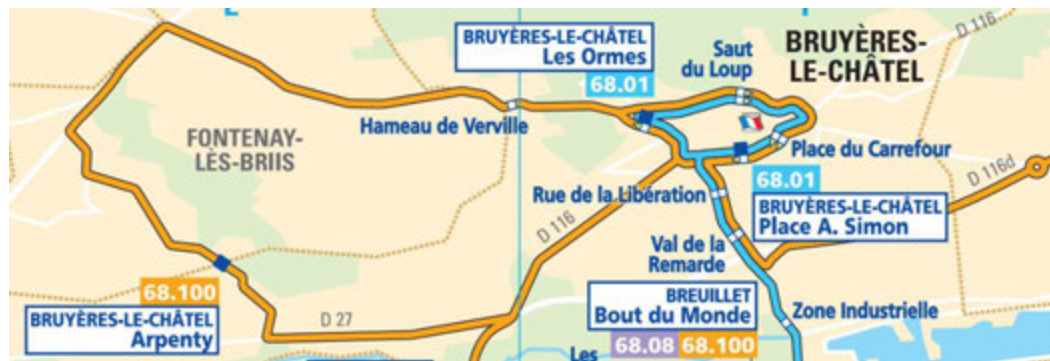 D 116
BRUYÈRES-LE-CHÂTEL
Les Ormes
68.01
Saut
du Loup
BRUYÈRES-
LE-CHÂTEL
Hameau de Verville
FONTENAY-
LÈS-BRIIS
Place du Carrefour
68.01
D 116d
Rue de la Libération
BRUYÈRES-LE-CHÂTEL
Place A. Simon
D 116
Val de la
Remarde
68.100
BRUYÈRES-LE-CHÂTEL
Arpenty
D 27
BREUILLET
Bout du Monde
68.08 68.100
Zone Industrielle
Les